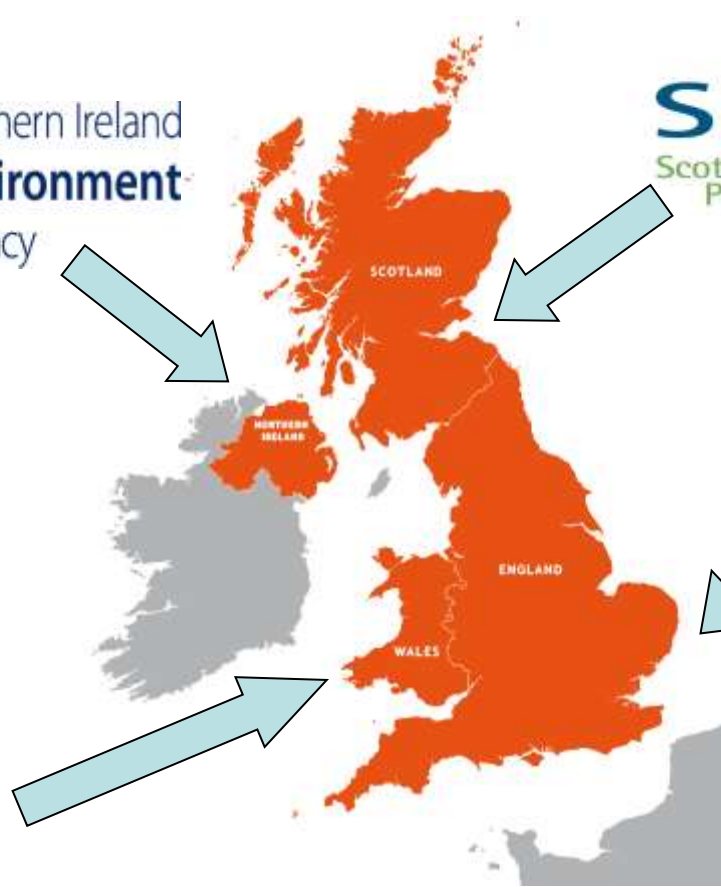 hern Ireland
ironment
cy
S
Scot
P
SCOTLAND
NORTHERN
IRELAND
ENGLAND
WALES